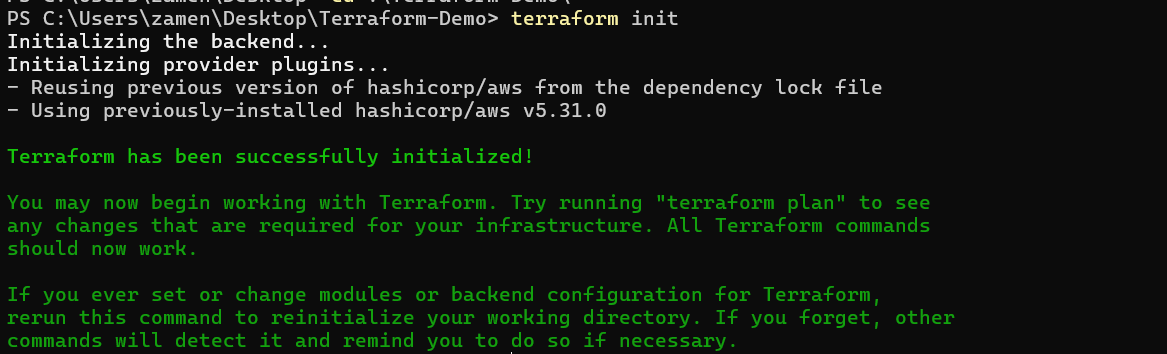 PS C:\Users\zamen\Desktop\Terraform-Demo> terraform init
Initializing the backend...
Initializing provider plugins...
- Reusing previous version of hashicorp/aws from the dependency lock file
- Using previously-installed hashicorp/aws v5.31.0
Terraform has been successfully initialized!
You may now begin working with Terraform. Try running "terraform plan" to see
any changes that are required for your infrastructure. All Terraform commands
should now work.
If you ever set or change modules or backend configuration for Terraform,
rerun this command to reinitialize your working directory. If you forget, other
commands will detect it and remind you to do so if necessary.